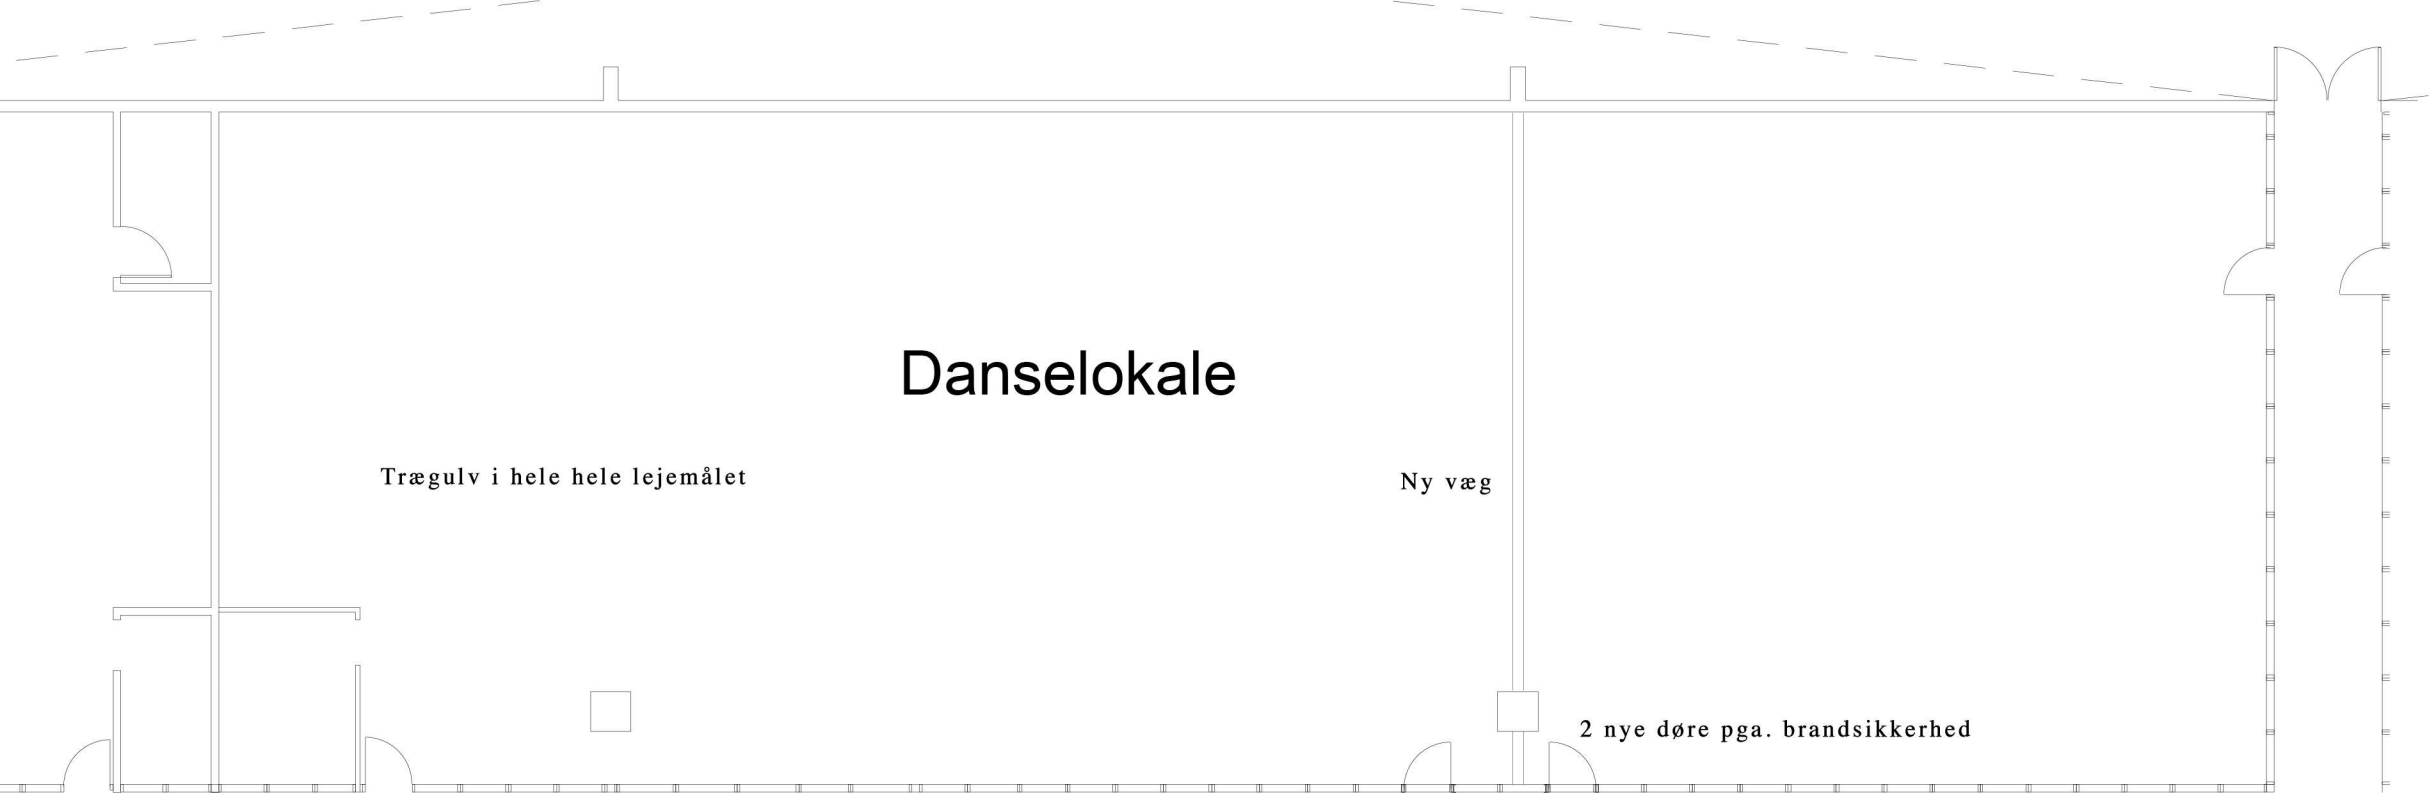 Danselokale
Trægulv i hele hele lejemålet
Ny væg
2 nye døre pga. brandsikkerhed